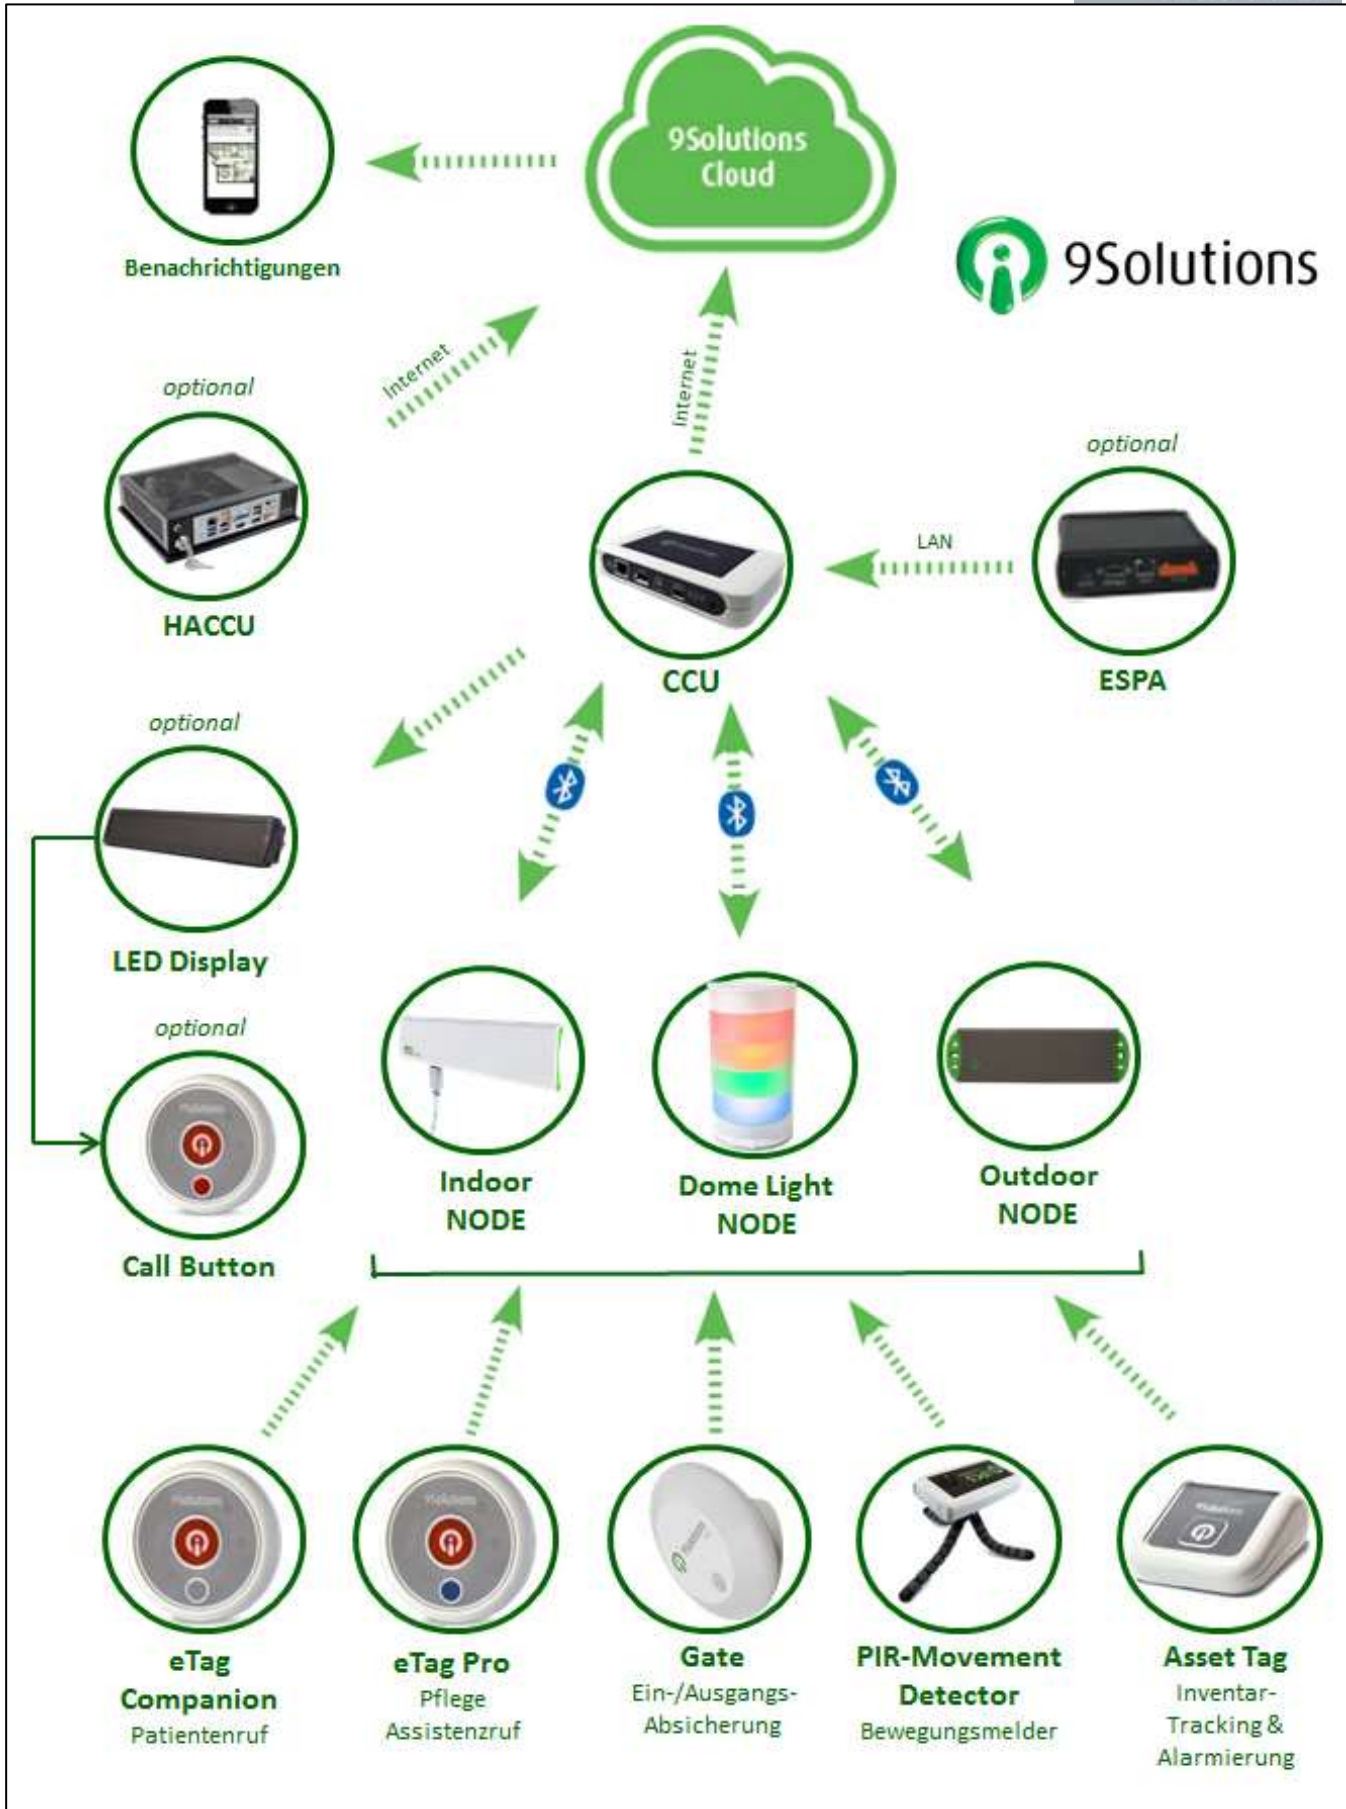 9Solutions
Cloud
Benachrichtigungen
9Solutions
Internet
Internet
optional
HACCU
CCU
LAN
optional
ESPA
optional
LED Display
optional
Call Button
Indoor
NODE
Dome Light
NODE
Outdoor
NODE
9Solutions
eTag
Companion
Patientenruf
eTag Pro
Pflege
Assistenzruf
Gate
Ein-/Ausgangs-
Absicherung
PIR-Movement
Detector
Bewegungsmelder
Asset Tag
Inventar-
Tracking &
Alarmierung